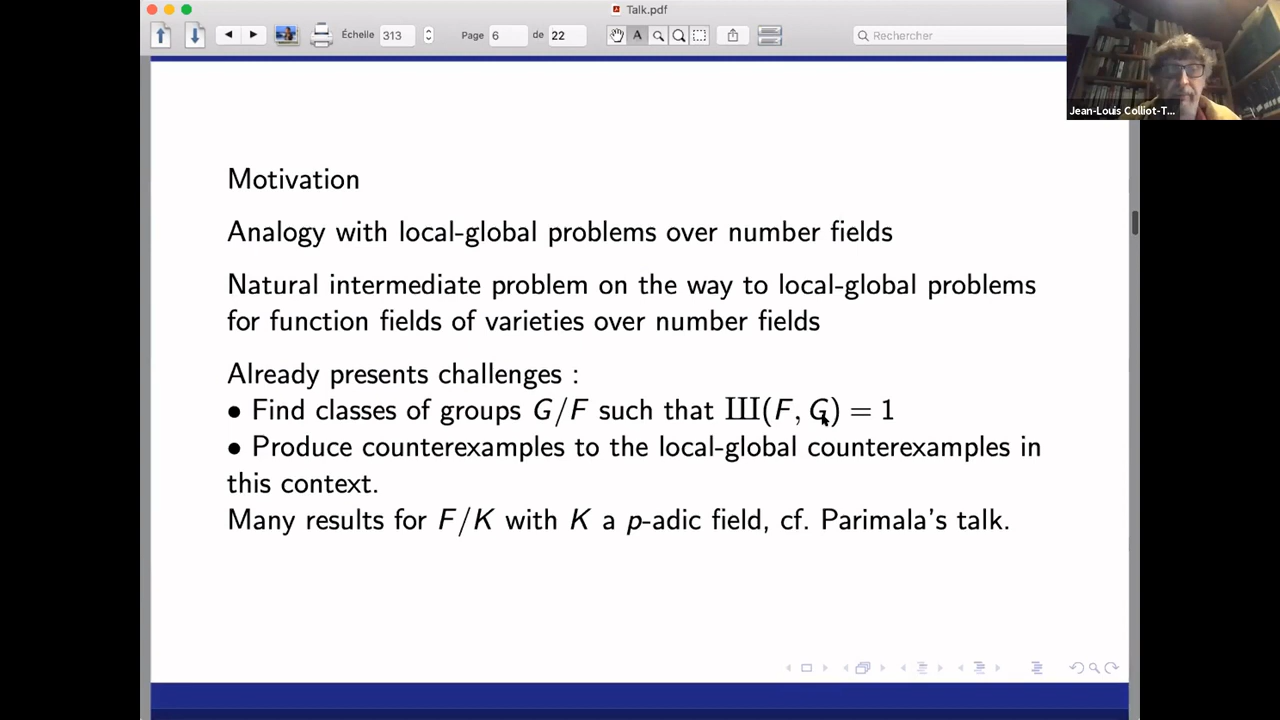 Talk.pdf
Échelle 313 Page 6 de 22 Rechercher
Jean-Louis Colliot-T...
Motivation
Analogy with local-global problems over number fields
Natural intermediate problem on the way to local-global problems
for function fields of varieties over number fields
Already presents challenges :
• Find classes of groups G/F such that Ш(F, G) = 1
• Produce counterexamples to the local-global counterexamples in
this context.
Many results for F/K with K a p-adic field, cf. Parimala's talk.